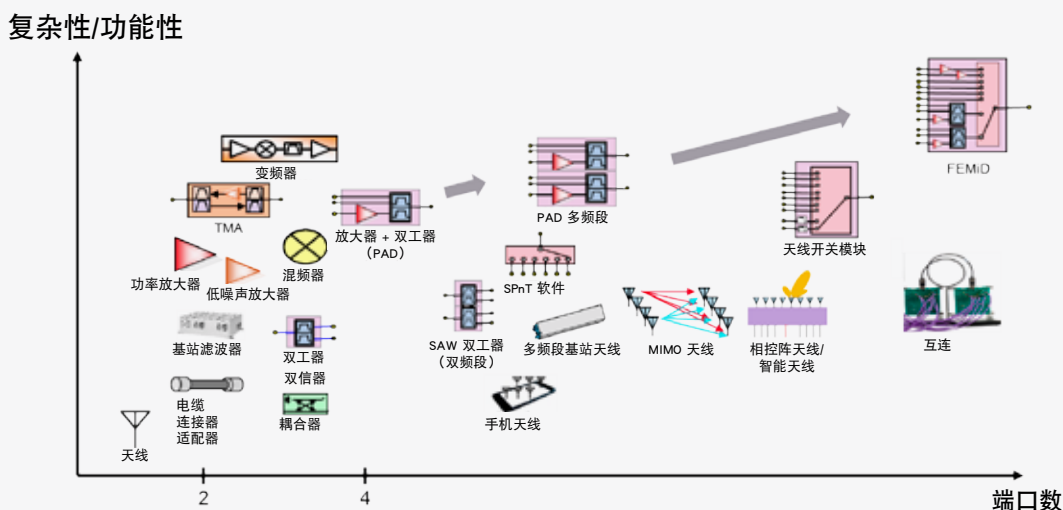 复杂性/功能性
变频器
TMA
放大器 + 双工器
（PAD）
PAD 多频段
FEMiD
天线开关模块
功率放大器
低噪声放大器
混频器
SPnT 软件
基站滤波器
双工器
双信器
SAW 双工器
（双频段）
多频段基站天线
MIMO 天线
相控阵天线/
智能天线
互连
电缆
连接器
适配器
耦合器
手机天线
天线
2
4
端口数